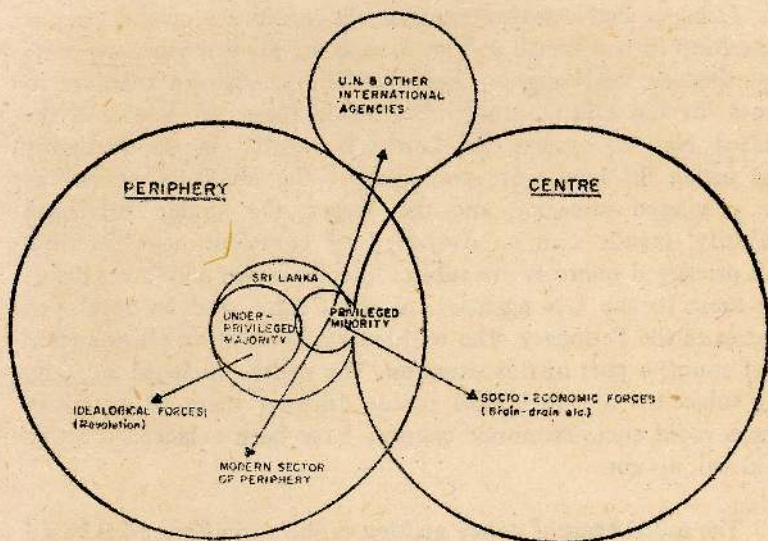 U.N. & OTHER
INTERNATIONAL
AGENCIES
PERIPHERY
CENTRE
SRI LANKA
UNDER-
PRIVILEGED
MAJORITY
PRIVILEGED
MINORITY
IDEALOGICAL FORCES
(Revolution)
SOCIO-ECONOMIC FORCES
(Brain-drain etc.)
MODERN SECTOR
OF PERIPHERY